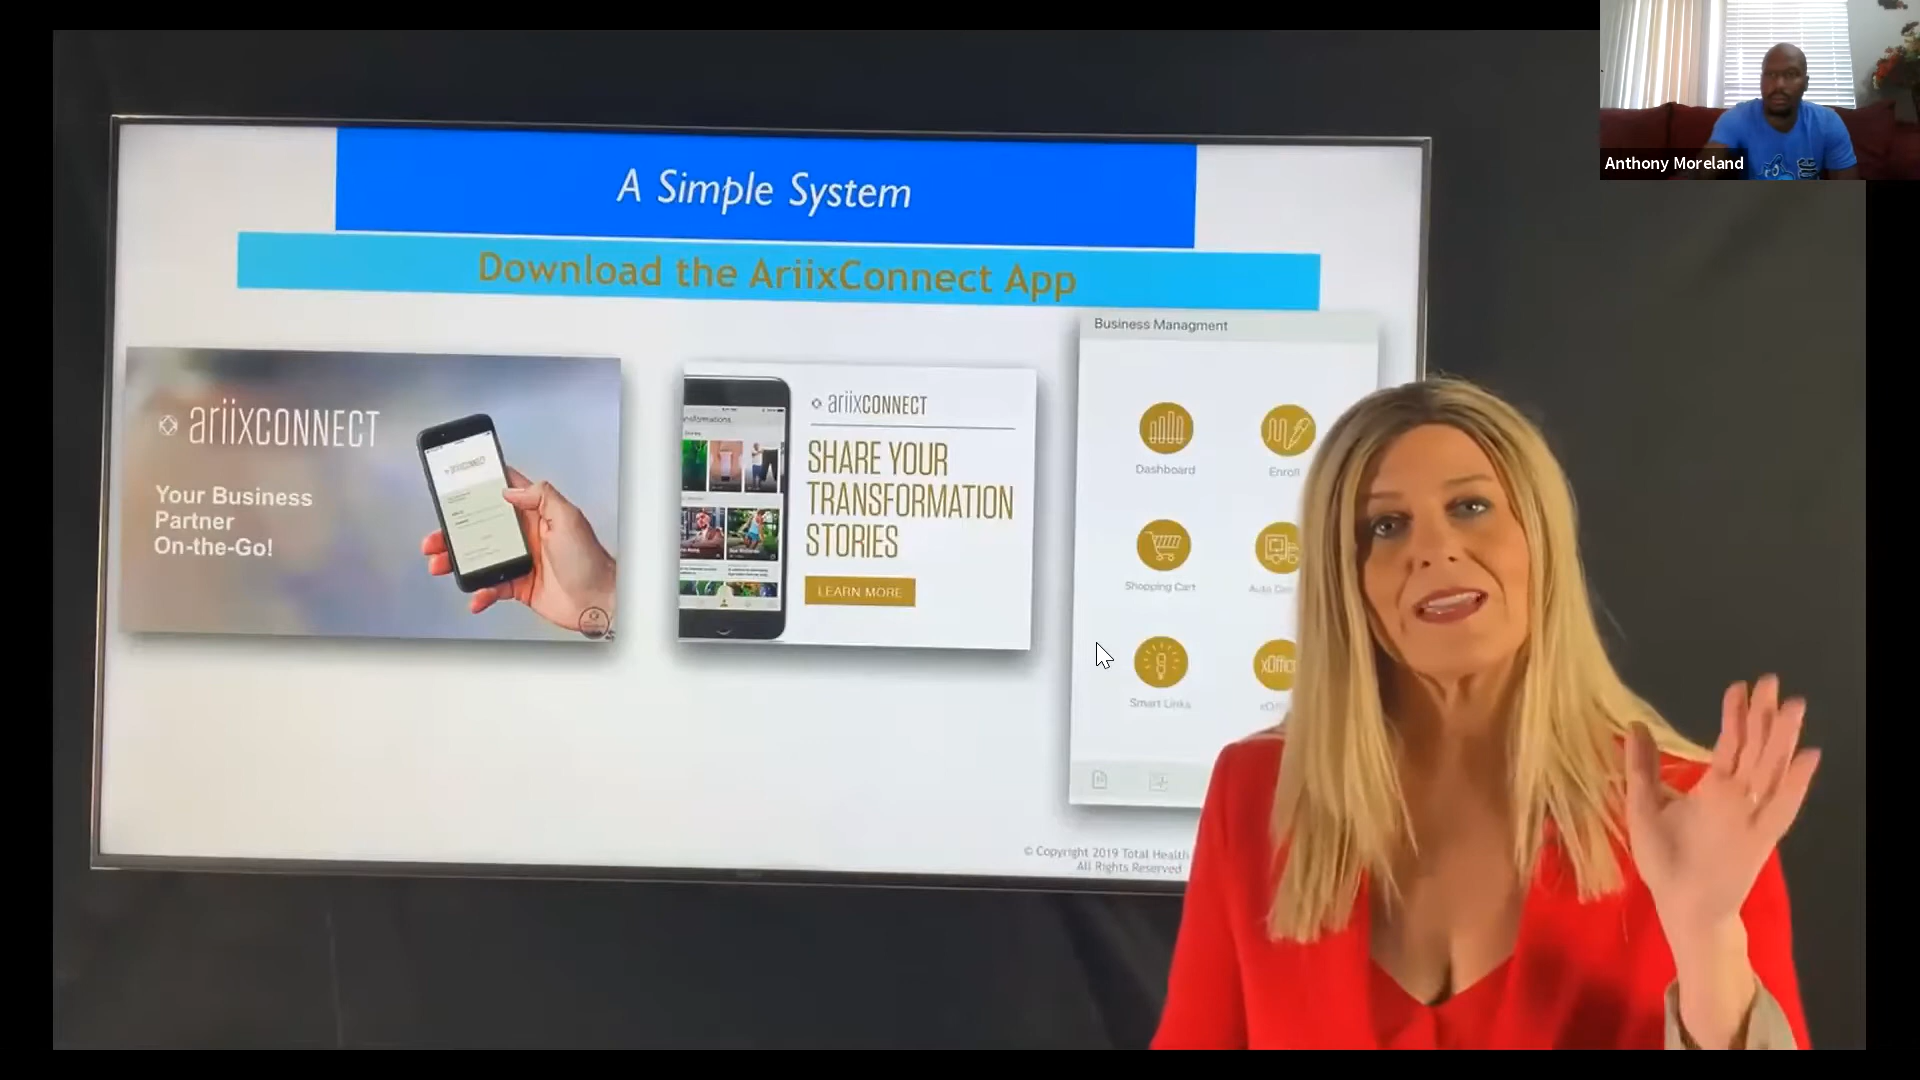 Anthony Moreland
A Simple System
Download the AriixConnect App
ariixCONNECT
Your Business
Partner
On-the-Go!
ariixCONNECT
SHARE YOUR
TRANSFORMATION
STORIES
LEARN MORE
Business Managment
Dashboard
Enroll
Shopping Cart
Auto
Smart Links
© Copyright 2019 Total Health
All Rights Reserved